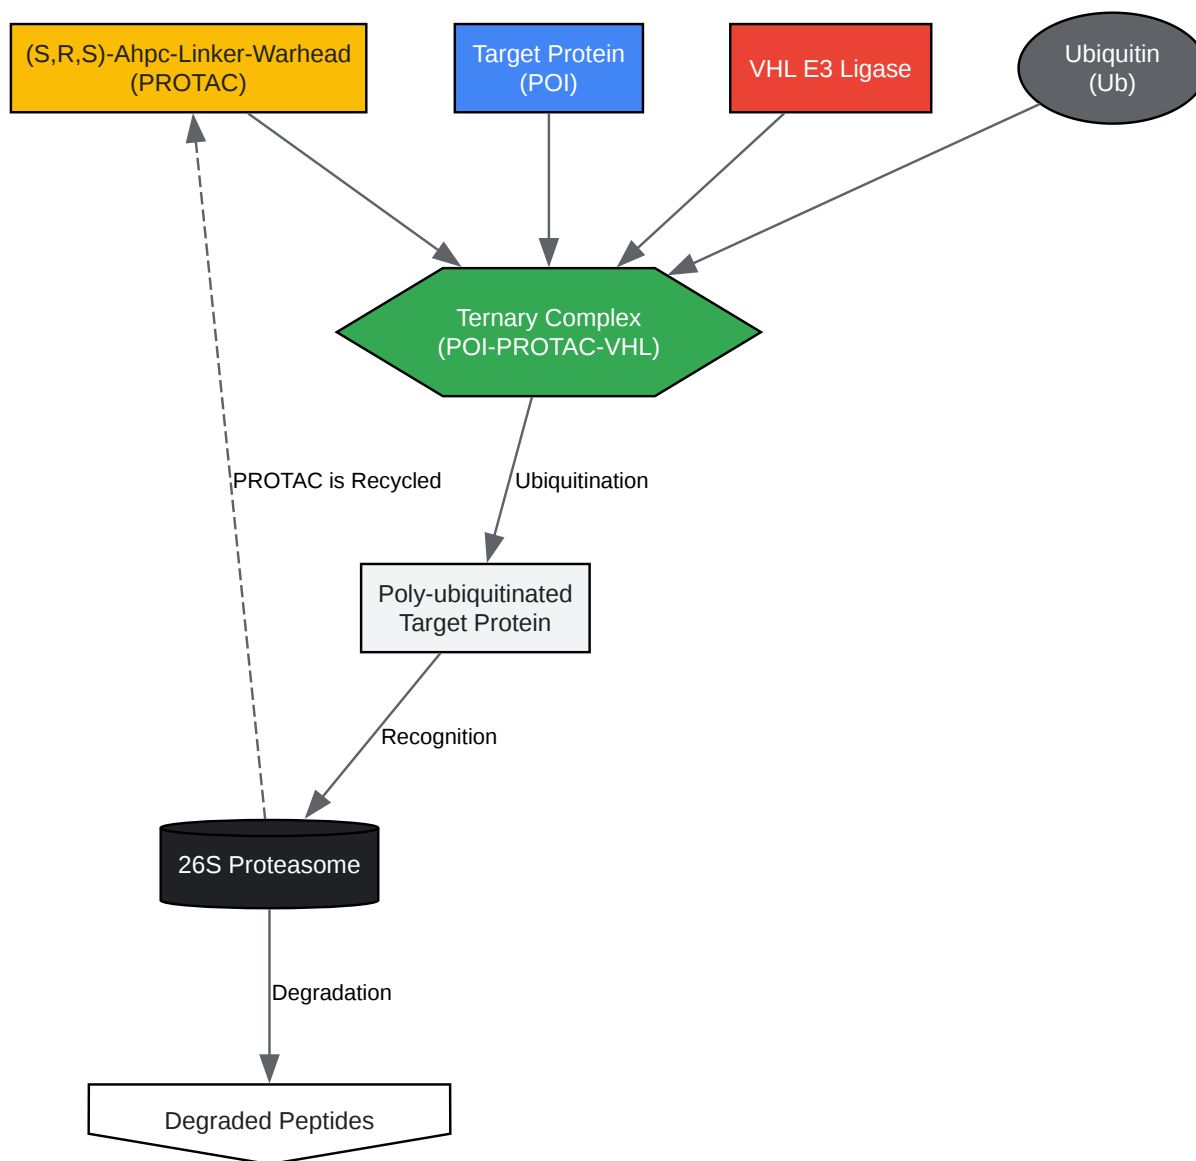 (S,R,S)-Ahpc-Linker-Warhead
(PROTAC)
Target Protein
(POI)
VHL E3 Ligase
Ubiquitin
(Ub)
Ternary Complex
(POI-PROTAC-VHL)
PROTAC is Recycled
Ubiquitination
Poly-ubiquitinated
Target Protein
Recognition
26S Proteasome
Degradation
Degraded Peptides